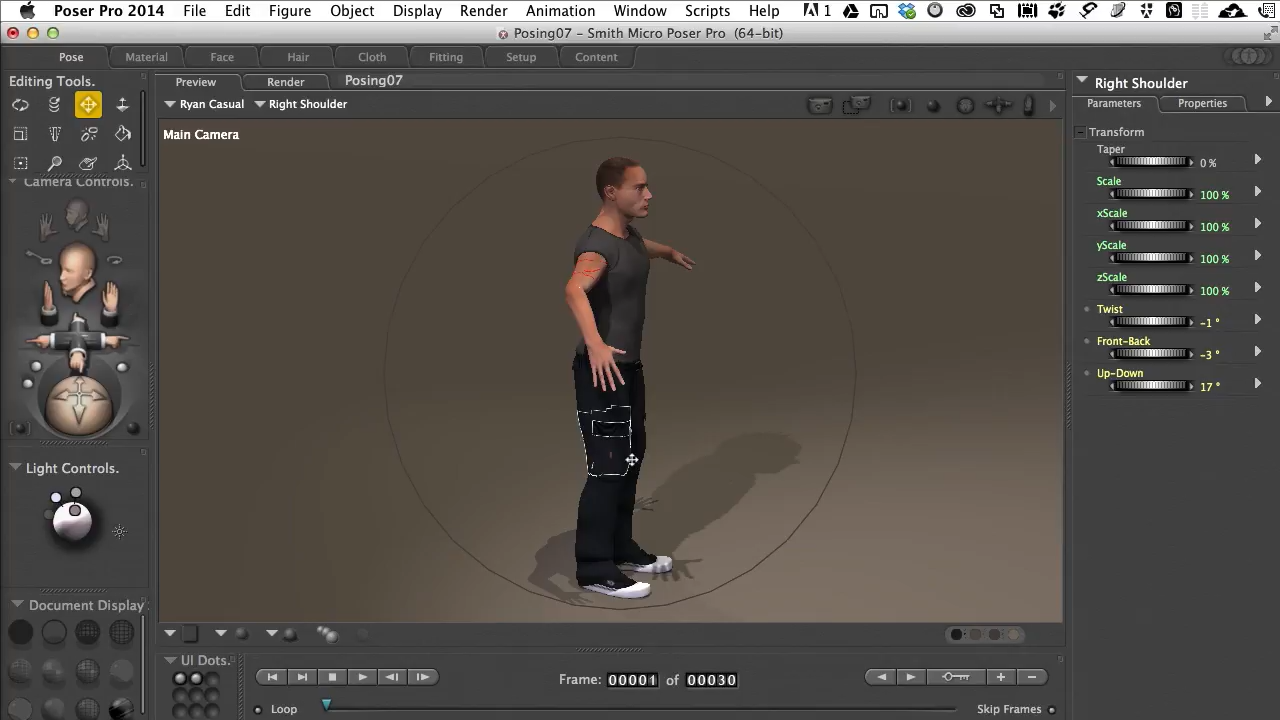 Poser Pro 2014 File Edit Figure Object Display Render Animation Window Scripts Help 1
Posing07 – Smith Micro Poser Pro (64-bit)
Pose Material Face Hair Cloth Fitting Setup Content
Editing Tools.
Preview Render Posing07
Ryan Casual Right Shoulder
Main Camera
Camera Controls.
Light Controls.
Document Display
UI Dots.
Frame: 00001 of 00030
Loop
Skip Frames
Right Shoulder
Parameters Properties
Transform
Taper
0 %
Scale
100 %
xScale
100 %
yScale
100 %
zScale
100 %
Twist
-1 °
Front-Back
-3 °
Up-Down
17 °